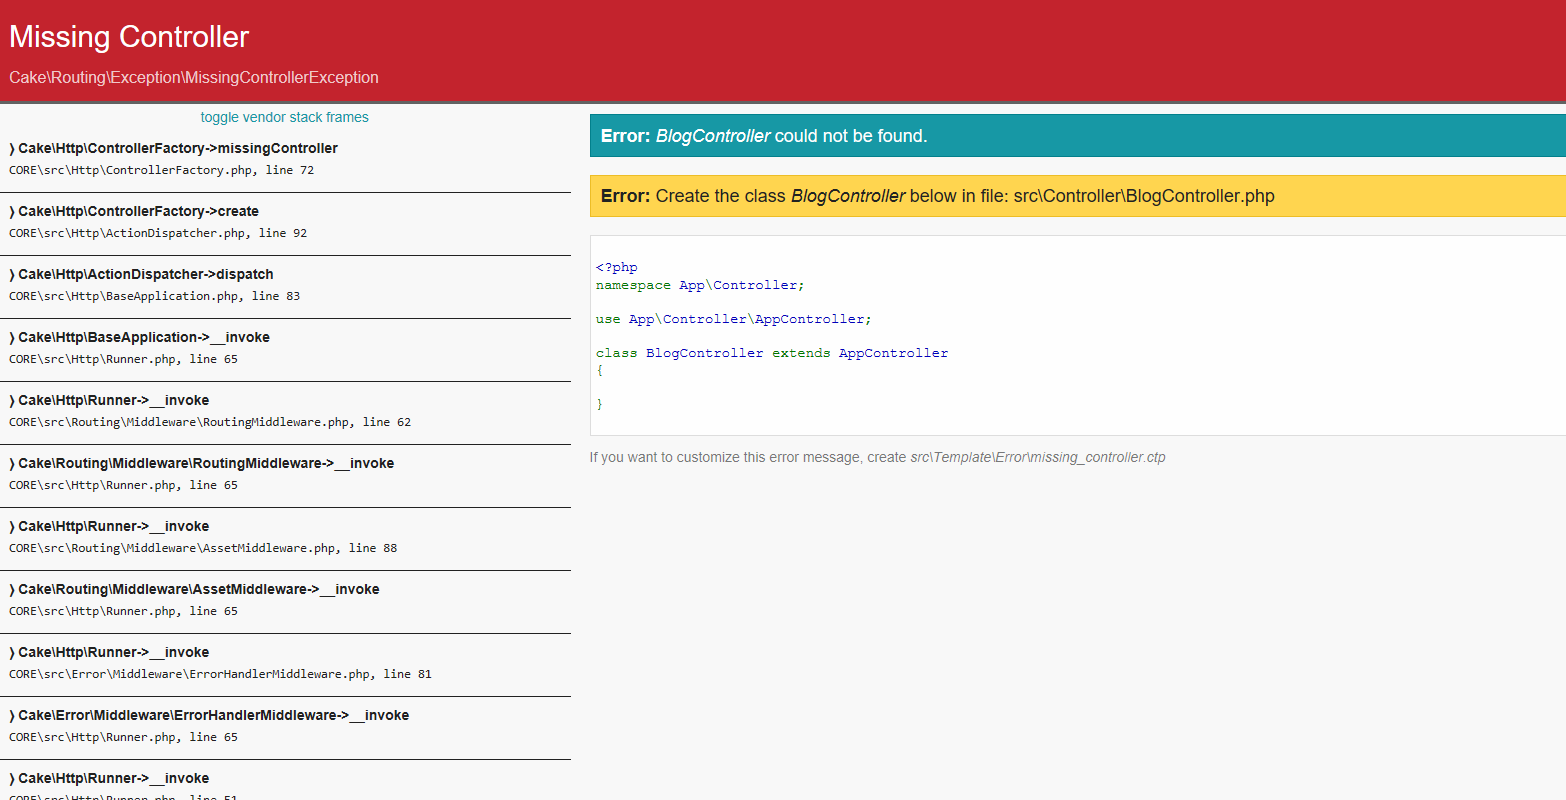 Missing Controller
Cake\Routing\Exception\MissingControllerException
toggle vendor stack frames
⟩ Cake\Http\ControllerFactory->missingController
CORE\src\Http\ControllerFactory.php, line 72
⟩ Cake\Http\ControllerFactory->create
CORE\src\Http\ActionDispatcher.php, line 92
⟩ Cake\Http\ActionDispatcher->dispatch
CORE\src\Http\BaseApplication.php, line 83
⟩ Cake\Http\BaseApplication->__invoke
CORE\src\Http\Runner.php, line 65
⟩ Cake\Http\Runner->__invoke
CORE\src\Routing\Middleware\RoutingMiddleware.php, line 62
⟩ Cake\Routing\Middleware\RoutingMiddleware->__invoke
CORE\src\Http\Runner.php, line 65
⟩ Cake\Http\Runner->__invoke
CORE\src\Routing\Middleware\AssetMiddleware.php, line 88
⟩ Cake\Routing\Middleware\AssetMiddleware->__invoke
CORE\src\Http\Runner.php, line 65
⟩ Cake\Http\Runner->__invoke
CORE\src\Error\Middleware\ErrorHandlerMiddleware.php, line 81
⟩ Cake\Error\Middleware\ErrorHandlerMiddleware->__invoke
CORE\src\Http\Runner.php, line 65
⟩ Cake\Http\Runner->__invoke
CORE\src\Http\Runner.php, line 51
Error: BlogController could not be found.
Error: Create the class BlogController below in file: src\Controller\BlogController.php
<?php
namespace App\Controller;
use App\Controller\AppController;
class BlogController extends AppController
{
}
If you want to customize this error message, create src\Template\Error\missing_controller.ctp